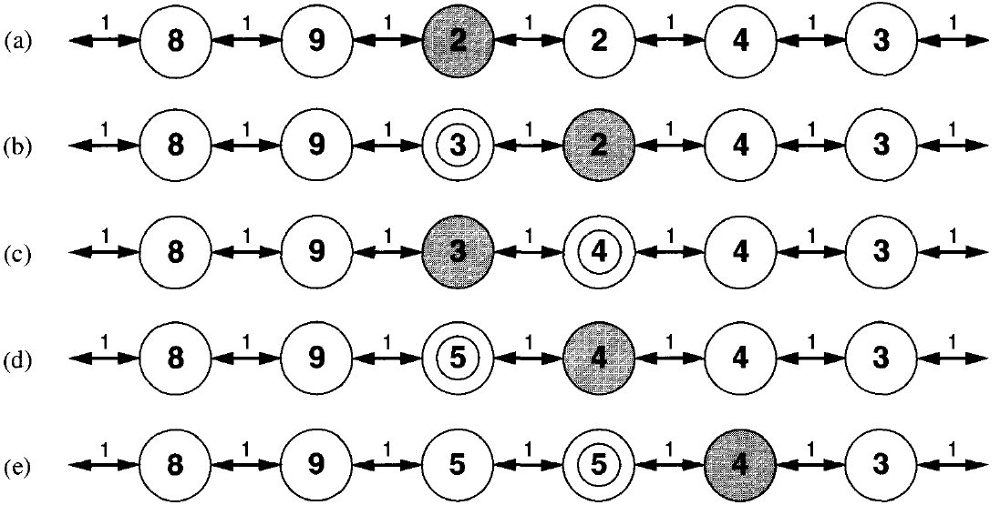 1 1 1 1 1 1 1
(a) 8 9 2 2 4 3
1 1 1 1 1 1 1
(b) 8 9 3 2 4 3
1 1 1 1 1 1 1
(c) 8 9 3 4 4 3
1 1 1 1 1 1 1
(d) 8 9 5 4 4 3
1 1 1 1 1 1 1
(e) 8 9 5 5 4 3